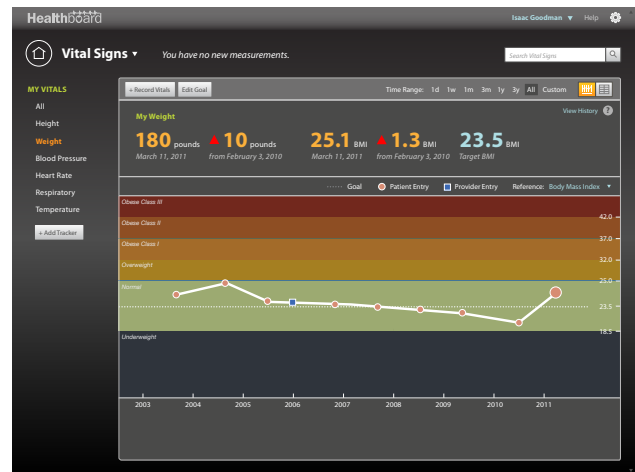 Healthboard
Isaac Goodman ▼ Help
Vital Signs ▾ You have no new measurements. Search Vital Signs
MY VITALS
All
Height
Weight
Blood Pressure
Heart Rate
Respiratory
Temperature
+ Add Tracker
+ Record Vitals Edit Goal Time Range: 1d 1w 1m 3m 1y 3y All Custom
My Weight View History ?
180 pounds ▲ 10 pounds 25.1 BMI ▲ 1.3 BMI 23.5 BMI
March 11, 2011 from February 3, 2010 March 11, 2011 from February 3, 2010 Target BMI
Goal Patient Entry Provider Entry Reference: Body Mass Index ▼
Obese Class III
42.0
Obese Class II
37.0
Obese Class I
32.0
Overweight
25.0
Normal
23.5
18.5
Underweight
2003 2004 2005 2006 2007 2008 2009 2010 2011